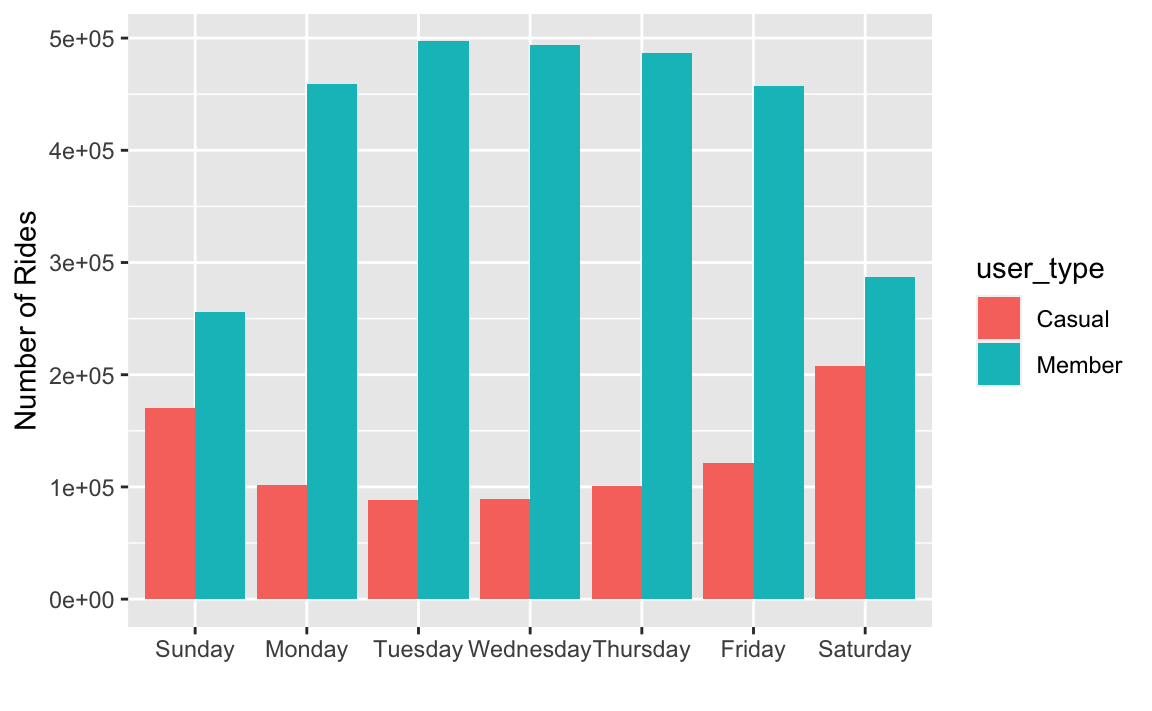 5e+05
4e+05
3e+05
2e+05
1e+05
0e+00
Number of Rides
Sunday Monday Tuesday Wednesday Thursday Friday Saturday
user_type
Casual
Member